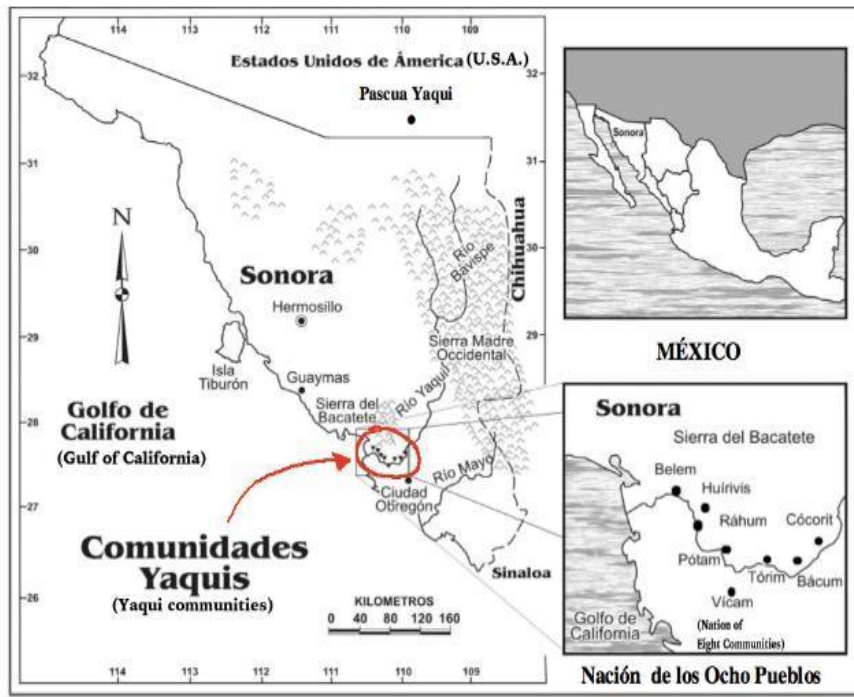 114
113
112
111
110
109
Estados Unidos de Ámerica (U.S.A.)
Pascua Yaqui
32
31
30
29
28
27
26
N
Sonora
Hermosillo
Isla
Tiburón
Guaymas
Sierra del
Bacatete
Río Yaqui
Río
Bavispe
Chihuahua
Sierra Madre
Occidental
Río Mayo
Ciudad
Obregón
Sinaloa
Golfo de
California
(Gulf of California)
Comunidades
Yaquis
(Yaqui communities)
KILOMETROS
0 40 80 120 160
114
113
112
111
110
109
32
31
30
29
Sonora
MÉXICO
Sonora
Sierra del Bacatete
Belem
Huírivis
Ráhum
Cócorit
Pótam
Tórim
Bácum
Vícam
Golfo de
California
(Nation of
Eight Communities)
Nación de los Ocho Pueblos